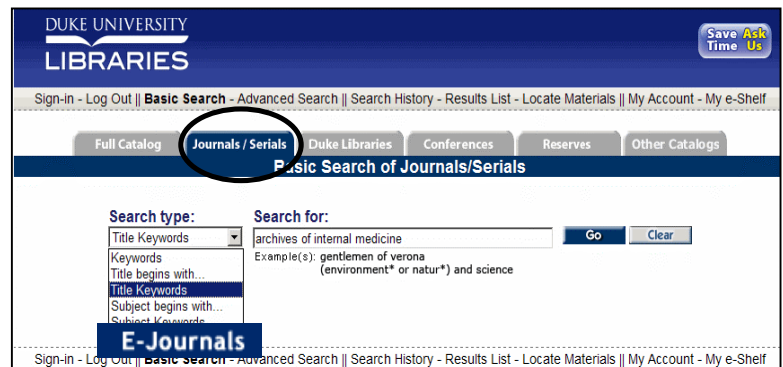 DUKE UNIVERSITY
LIBRARIES
Save Ask
Time Us
Sign-in - Log Out || Basic Search - Advanced Search || Search History - Results List - Locate Materials || My Account - My e-Shelf
Full Catalog Journals / Serials Duke Libraries Conferences Reserves Other Catalogs
Basic Search of Journals/Serials
Search type: Search for:
Title Keywords archives of internal medicine Go Clear
Keywords Example(s): gentlemen of verona
Title begins with... (environment* or natur*) and science
Title Keywords
Subject begins with...
Subject Keywords
E-Journals
Sign-in - Log Out || Basic Search - Advanced Search || Search History - Results List - Locate Materials || My Account - My e-Shelf